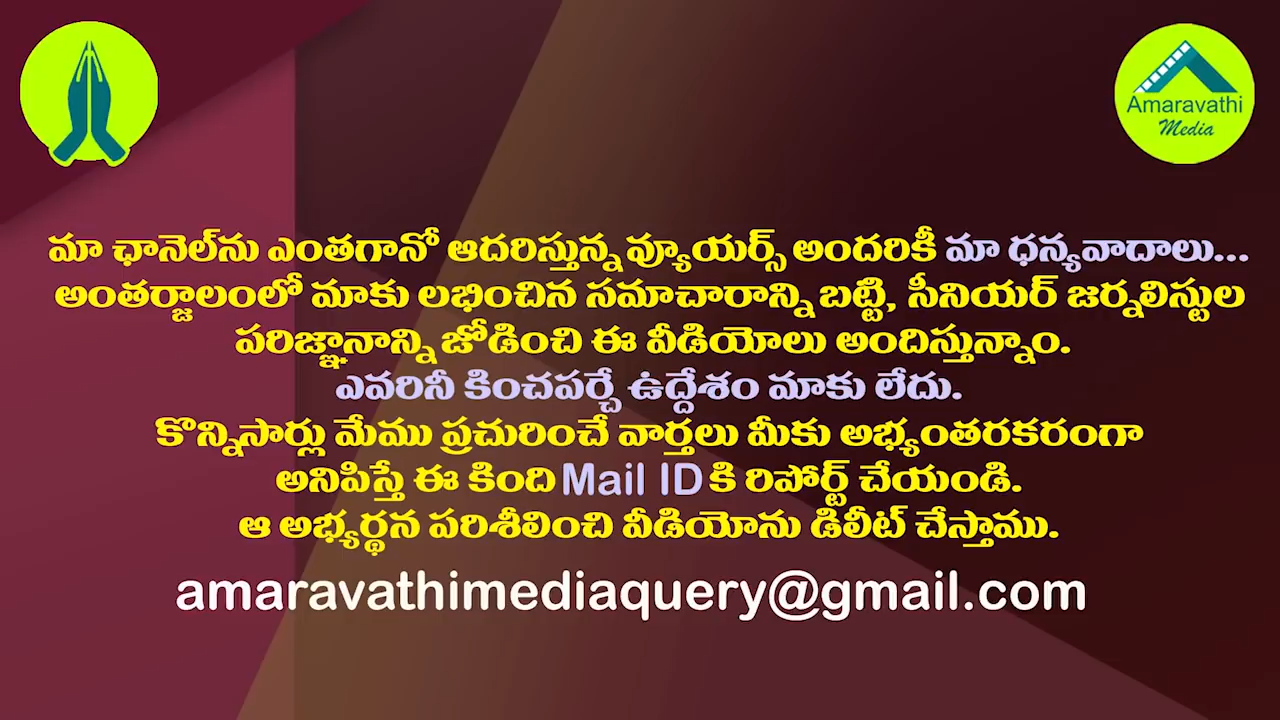 Amaravathi
Media
మా ఛానెల్‌ను ఎంతగానో ఆదరిస్తున్న వ్యూయర్స్ అందరికీ మా ధన్యవాదాలు...
అంతర్జాలంలో మాకు లభించిన సమాచారాన్ని బట్టి, సీనియర్ జర్నలిస్టుల
పరిజ్ఞానాన్ని జోడించి ఈ వీడియోలు అందిస్తున్నాం.
ఎవరినీ కించపర్చే ఉద్దేశం మాకు లేదు.
కొన్నిసార్లు మేము ప్రచురించే వార్తలు మీకు అభ్యంతరకరంగా
అనిపిస్తే ఈ కింది Mail ID కి రిపోర్ట్ చేయండి.
ఆ అభ్యర్థన పరిశీలించి వీడియోను డిలీట్ చేస్తాము.
amaravathimediaquery@gmail.com